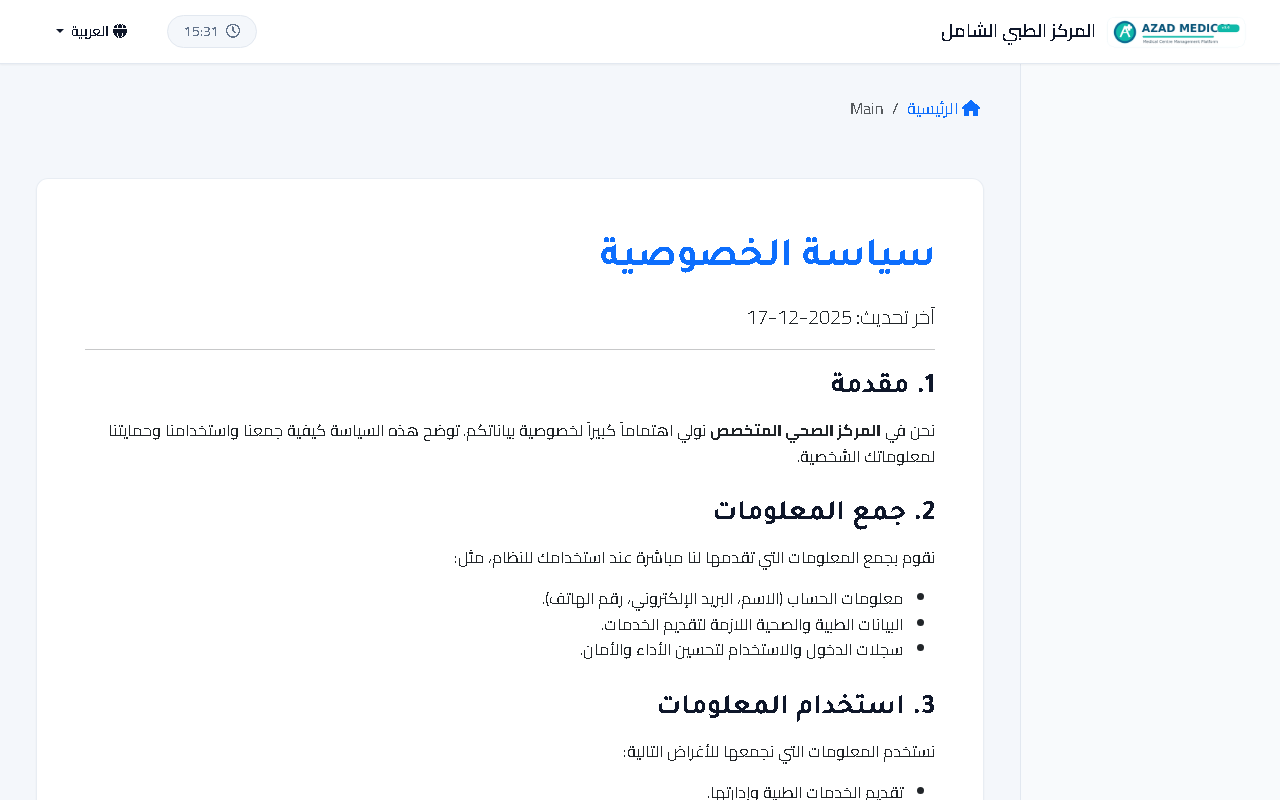 AZAD MEDIC
Medical Centre Management Platform
المركز الطبي الشامل
15:31
العربية
الرئيسية / Main
سياسة الخصوصية
آخر تحديث: 2025-12-17
1. مقدمة
نحن في المركز الصحي المتخصص نولي اهتماماً كبيراً لخصوصية بياناتكم. توضح هذه السياسة كيفية جمعنا واستخدامنا وحمايتنا
لمعلوماتك الشخصية.
2. جمع المعلومات
نقوم بجمع المعلومات التي تقدمها لنا مباشرة عند استخدامك للنظام، مثل:
معلومات الحساب (الاسم، البريد الإلكتروني، رقم الهاتف).
البيانات الطبية والصحية اللازمة لتقديم الخدمات.
سجلات الدخول والاستخدام لتحسين الأداء والأمان.
3. استخدام المعلومات
نستخدم المعلومات التي نجمعها للأغراض التالية:
تقديم الخدمات الطبية وإدارتها.